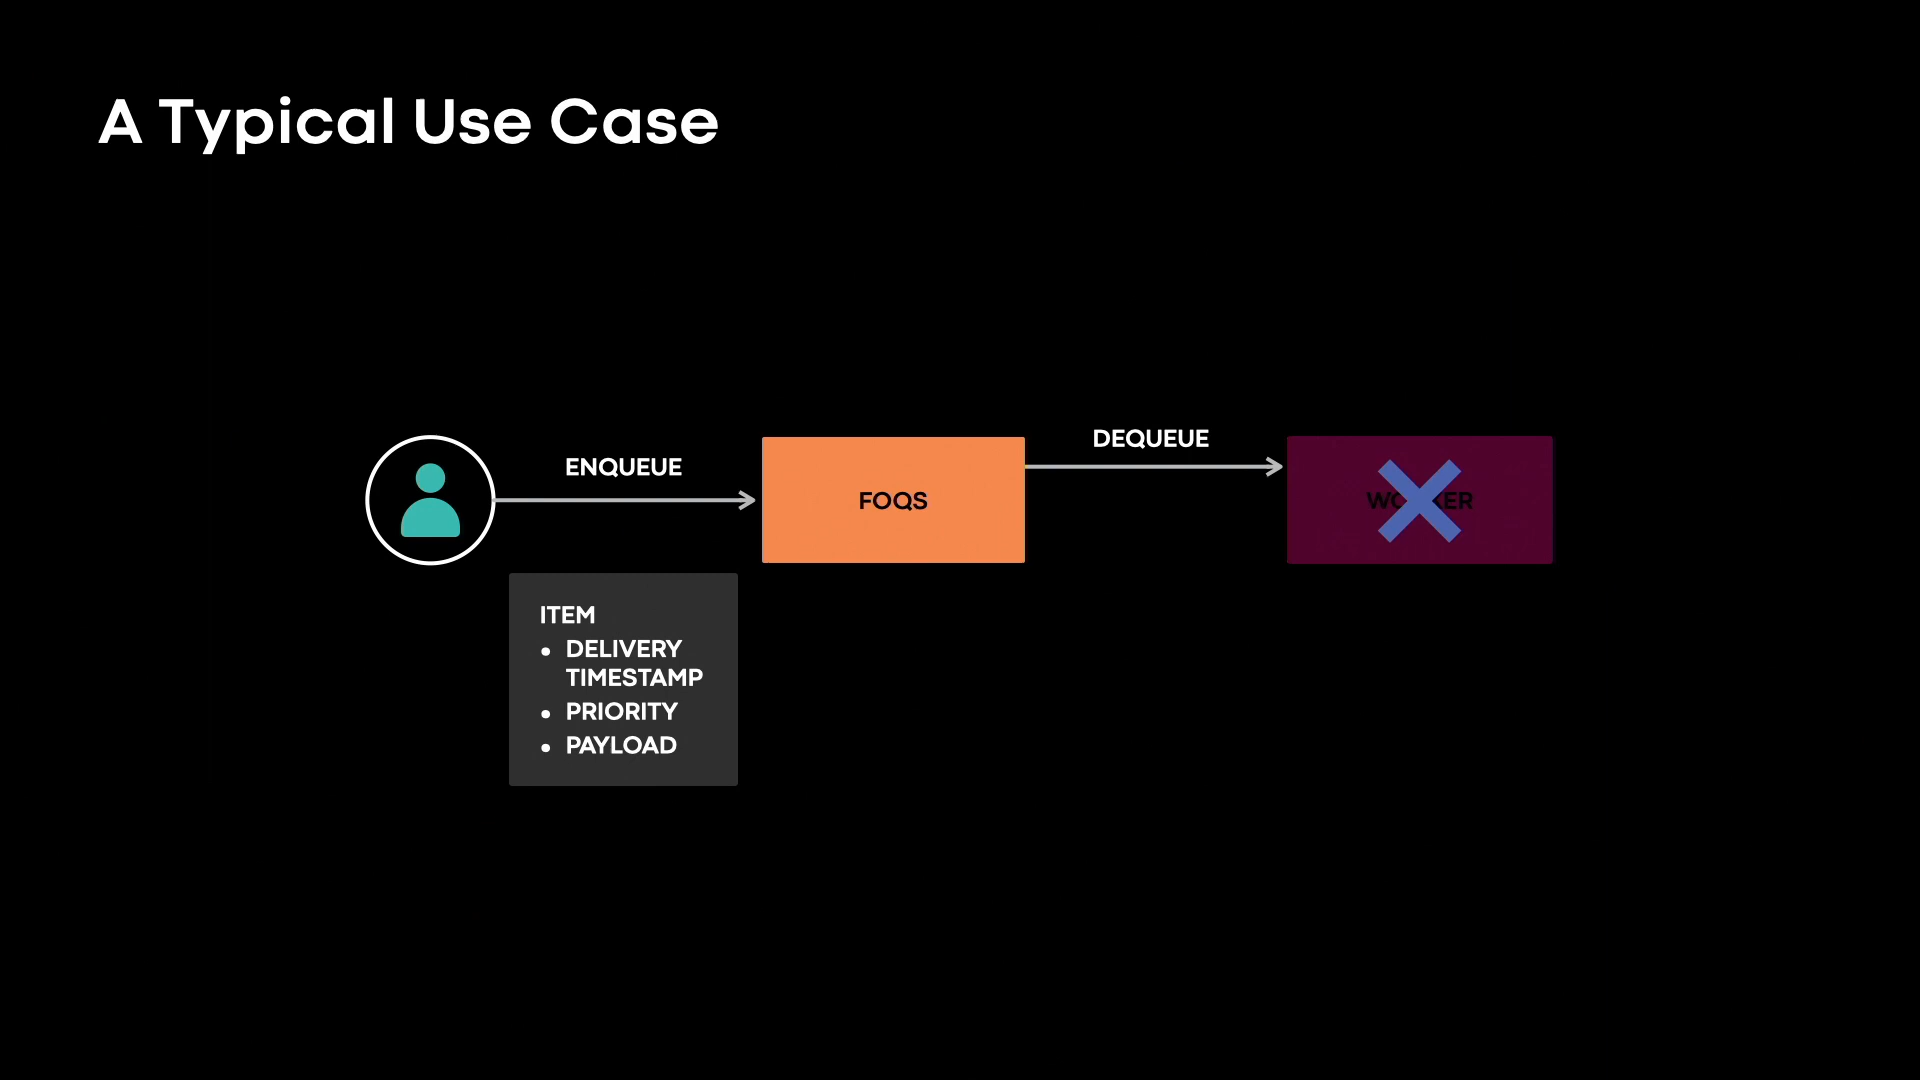 A Typical Use Case
ENQUEUE
DEQUEUE
FOQS
ITEM
• DELIVERY
TIMESTAMP
• PRIORITY
• PAYLOAD